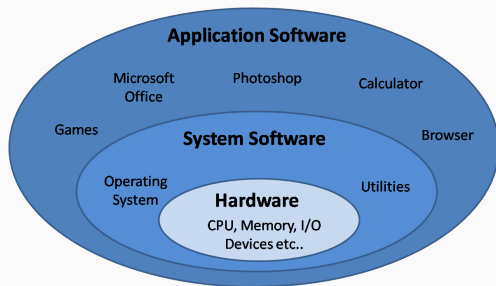 Application Software
Microsoft
Office
Photoshop
Calculator
Games
Browser
System Software
Operating
System
Utilities
Hardware
CPU, Memory, I/O
Devices etc..